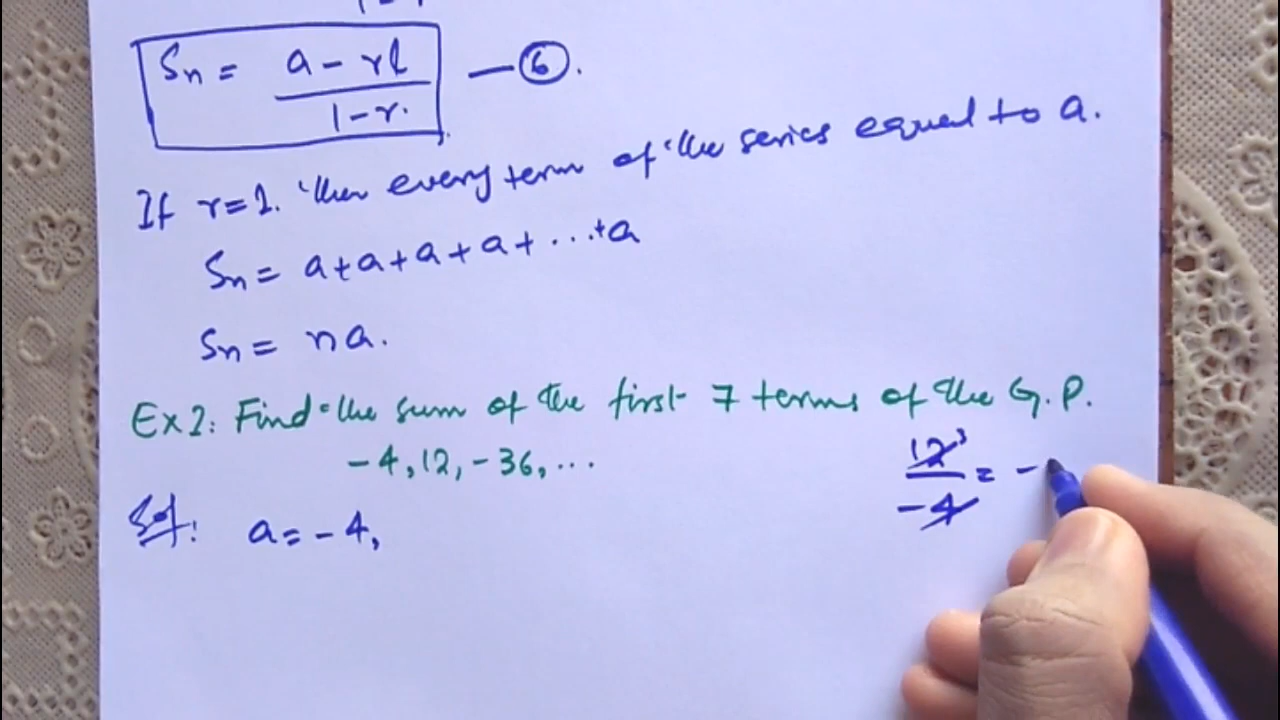 Sn = a - rl / 1 - r. — 6.
If r = 1. then every term of the series equal to a.
Sn = a + a + a + a + ... + a
Sn = na.
Ex 2: Find the sum of the first 7 terms of the G.P.
-4, 12, -36, ...
Sol: a = -4,
12 3 / -4 = -